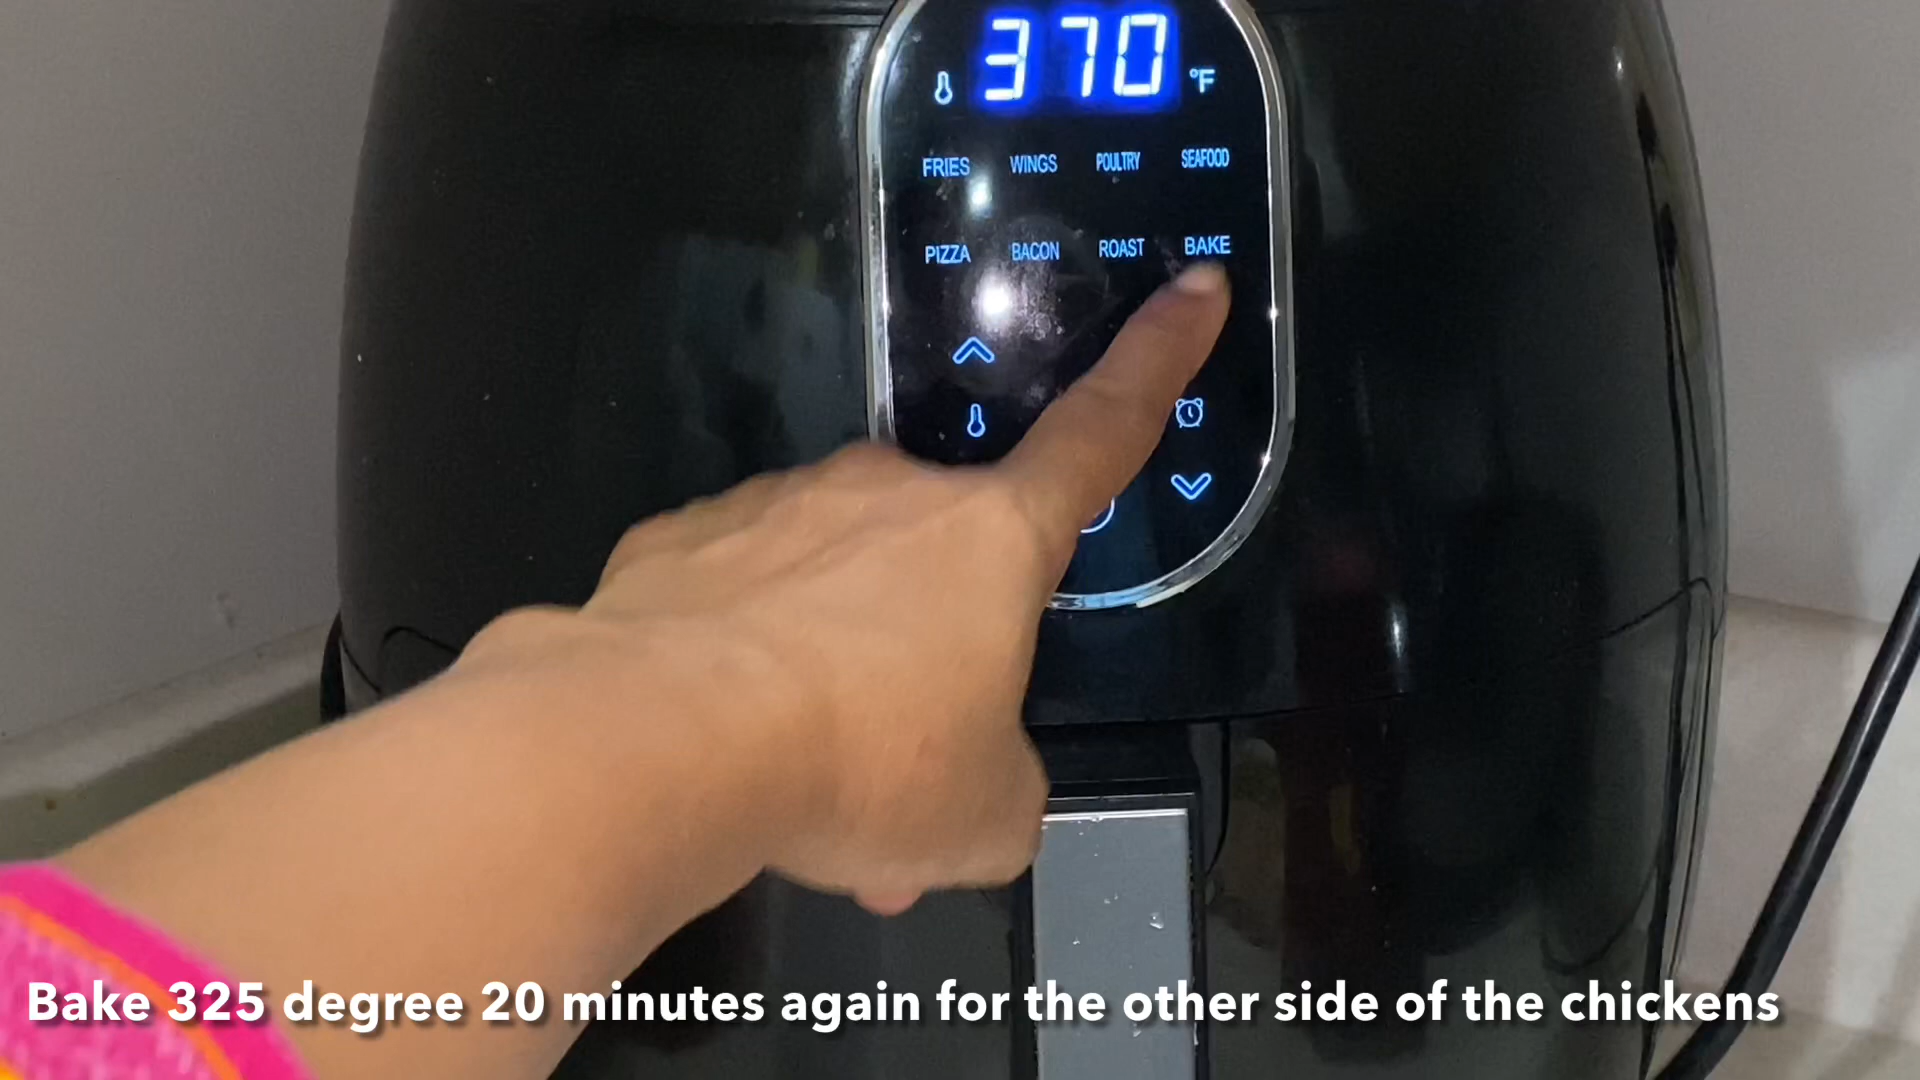 370 °F
FRIES WINGS POULTRY SEAFOOD
PIZZA BACON ROAST BAKE
Bake 325 degree 20 minutes again for the other side of the chickens